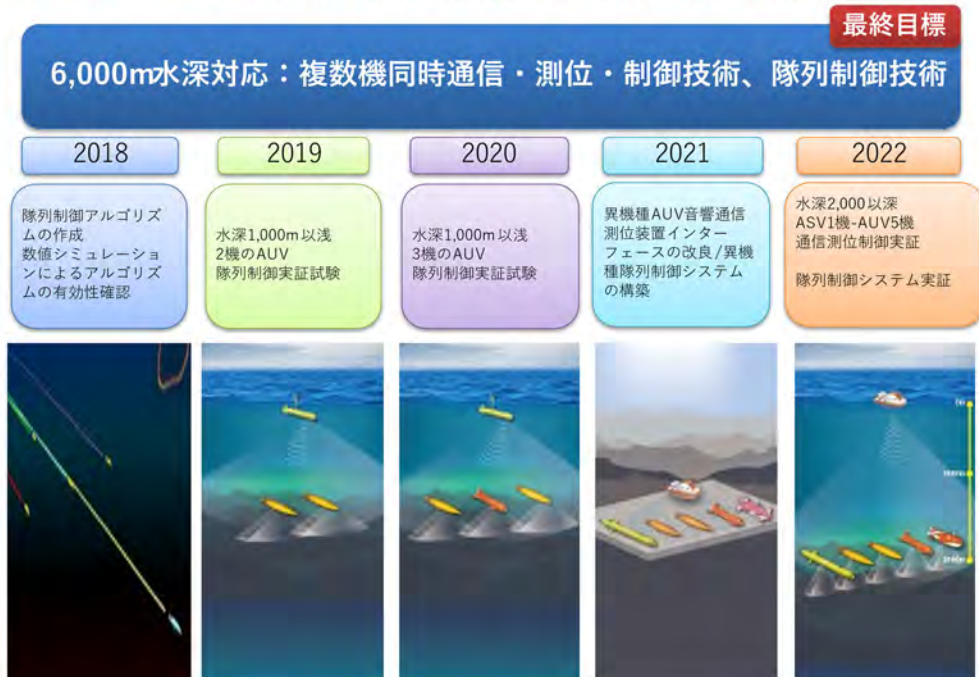 最終目標
6,000m水深対応：複数機同時通信・測位・制御技術、隊列制御技術
2018
隊列制御アルゴリズ
ムの作成
数値シミュレーショ
ンによるアルゴリズ
ムの有効性確認
2019
水深1,000m以浅
2機のAUV
隊列制御実証試験
2020
水深1,000m以浅
3機のAUV
隊列制御実証試験
2021
異機種AUV音響通信
測位装置インター
フェースの改良/異機
種隊列制御システム
の構築
2022
水深2,000以深
ASV1機-AUV5機
通信測位制御実証
隊列制御システム実証